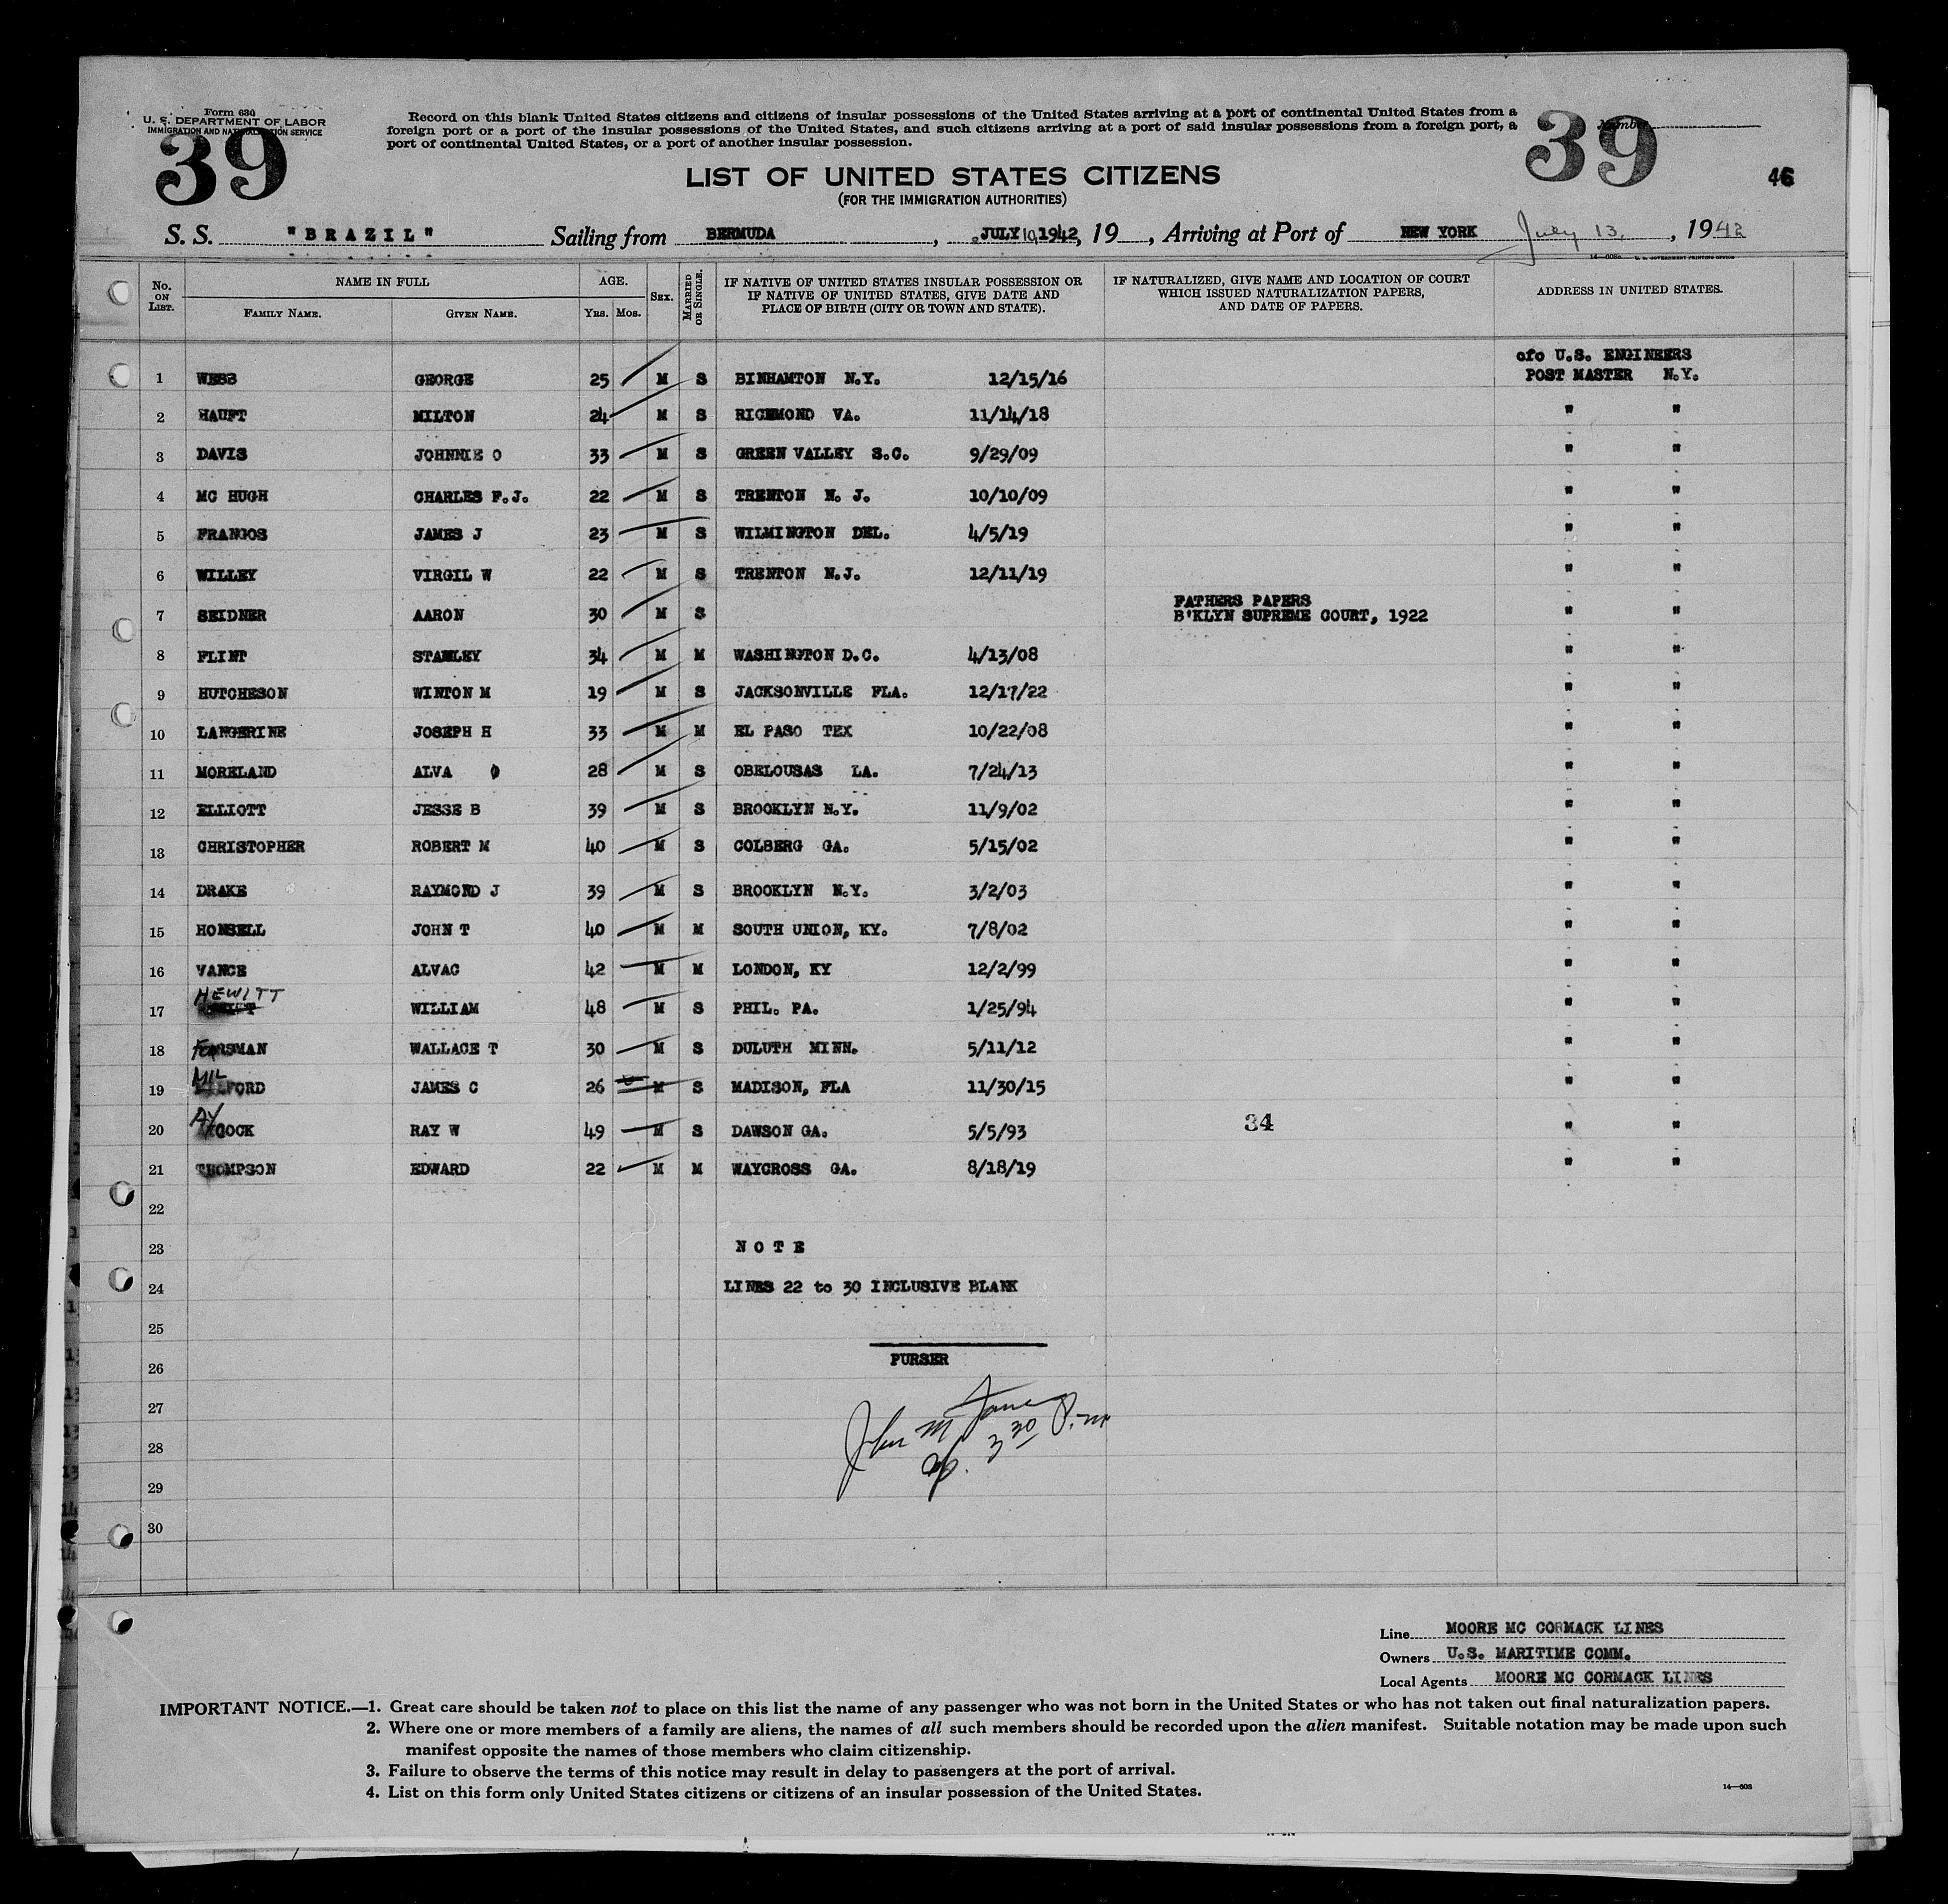 Form 630
U. S. DEPARTMENT OF LABOR
IMMIGRATION AND NATURALIZATION SERVICE
39
Record on this blank United States citizens and citizens of insular possessions of the United States arriving at a port of continental United States from a
foreign port or a port of the insular possessions of the United States, and such citizens arriving at a port of said insular possessions from a foreign port, a
port of continental United States, or a port of another insular possession.
Number
39
46
LIST OF UNITED STATES CITIZENS
(FOR THE IMMIGRATION AUTHORITIES)
S. S. "BRAZIL" Sailing from BERMUDA, JULY 10, 1942, 19, Arriving at Port of NEW YORK July 13, 1942
No. ON LIST. NAME IN FULL AGE. SEX. MARRIED OR SINGLE. IF NATIVE OF UNITED STATES INSULAR POSSESSION OR IF NATIVE OF UNITED STATES, GIVE DATE AND PLACE OF BIRTH (CITY OR TOWN AND STATE). IF NATURALIZED, GIVE NAME AND LOCATION OF COURT WHICH ISSUED NATURALIZATION PAPERS, AND DATE OF PAPERS. ADDRESS IN UNITED STATES.
FAMILY NAME. GIVEN NAME. YRS. MOS.
cfo U.S. ENGINEERS
1 WEBB GEORGE 25 M S BINHAMTON N.Y. 12/15/16 POST MASTER N.Y.
2 HAUFT MILTON 24 M S RICHMOND VA. 11/14/18 " "
3 DAVIS JOHNNIE O 33 M S GREEN VALLEY S.C. 9/29/09 " "
4 MC HUGH CHARLES F.J. 22 M S TRENTON N. J. 10/10/09 " "
5 FRANGOS JAMES J 23 M S WILMINGTON DEL. 4/5/19 " "
6 WILLEY VIRGIL W 22 M S TRENTON N.J. 12/11/19 " "
FATHERS PAPERS
7 SEIDNER AARON 30 M S B'KLYN SUPREME COURT, 1922 " "
8 FLINT STANLEY 34 M M WASHINGTON D.C. 4/13/08 " "
9 HUTCHESON WINTON M 19 M S JACKSONVILLE FLA. 12/17/22 " "
10 LANGERINE JOSEPH H 33 M M EL PASO TEX 10/22/08 " "
11 MORELAND ALVA O 28 M S OBELOUSAS LA. 7/24/13 " "
12 ELLIOTT JESSE B 39 M S BROOKLYN N.Y. 11/9/02 " "
13 CHRISTOPHER ROBERT M 40 M S COLBERG GA. 5/15/02 " "
14 DRAKE RAYMOND J 39 M S BROOKLYN N.Y. 3/2/03 " "
15 HONSELL JOHN T 40 M M SOUTH UNION, KY. 7/8/02 " "
16 VANCE ALVAC 42 M M LONDON, KY 12/2/99 " "
17 HEWITT WILLIAM 48 M S PHIL. PA. 1/25/94 " "
18 FORSMAN WALLACE T 30 M S DULUTH MINN. 5/11/12 " "
19 MILFORD JAMES C 26 M S MADISON, FLA 11/30/15 " "
20 AYCOCK RAY W 49 M S DAWSON GA. 5/5/93 34 " "
21 THOMPSON EDWARD 22 M M WAYCROSS GA. 8/18/19 " "
22
23 NOTE
24 LINES 22 to 30 INCLUSIVE BLANK
25
26 PURSER
27
28 John M 3 30 P.m
29
30
Line MOORE MC CORMACK LINES
Owners U.S. MARITIME COMM.
Local Agents MOORE MC CORMACK LINES
IMPORTANT NOTICE.—1. Great care should be taken not to place on this list the name of any passenger who was not born in the United States or who has not taken out final naturalization papers.
2. Where one or more members of a family are aliens, the names of all such members should be recorded upon the alien manifest. Suitable notation may be made upon such
manifest opposite the names of those members who claim citizenship.
3. Failure to observe the terms of this notice may result in delay to passengers at the port of arrival.
4. List on this form only United States citizens or citizens of an insular possession of the United States.
14—608